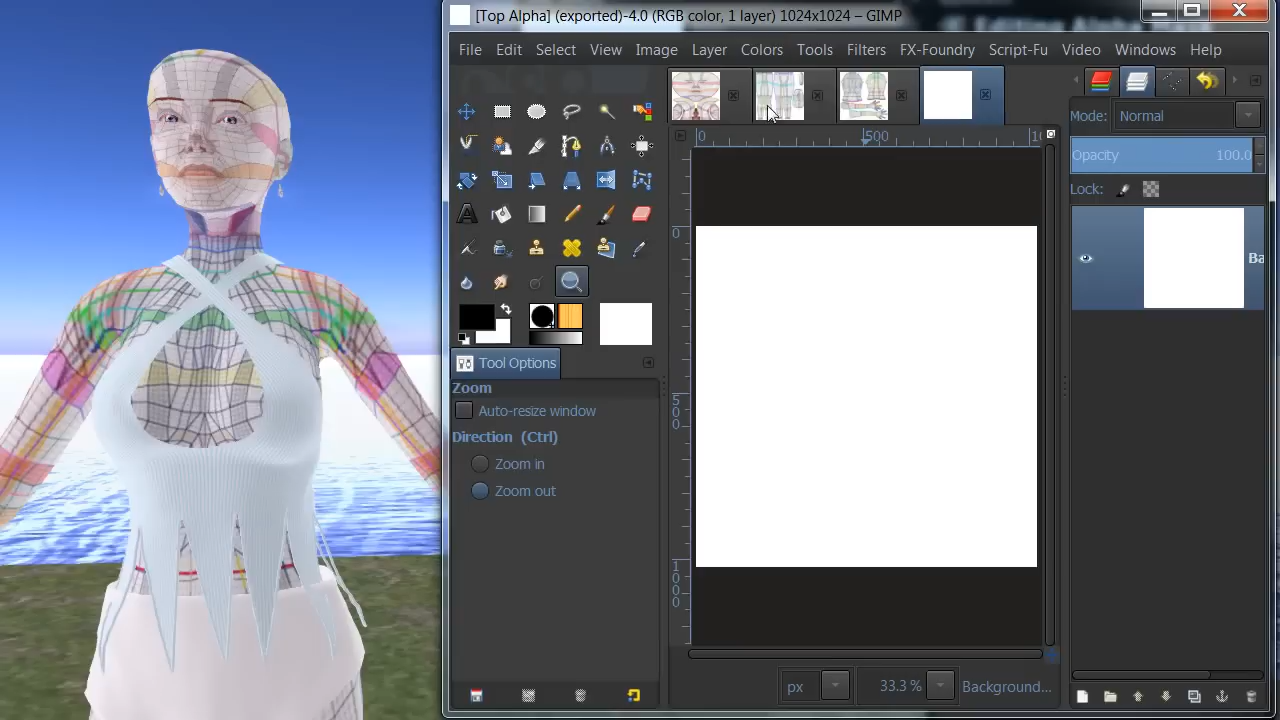 [Top Alpha] (exported)-4.0 (RGB color, 1 layer) 1024x1024 – GIMP
File Edit Select View Image Layer Colors Tools Filters FX-Foundry Script-Fu Video Windows Help
Mode: Normal
0 500 10
Opacity 100.0
Lock:
0
Ba
Tool Options
Zoom
500
Auto-resize window
Direction (Ctrl)
Zoom in
Zoom out
1000
px 33.3 % Background...